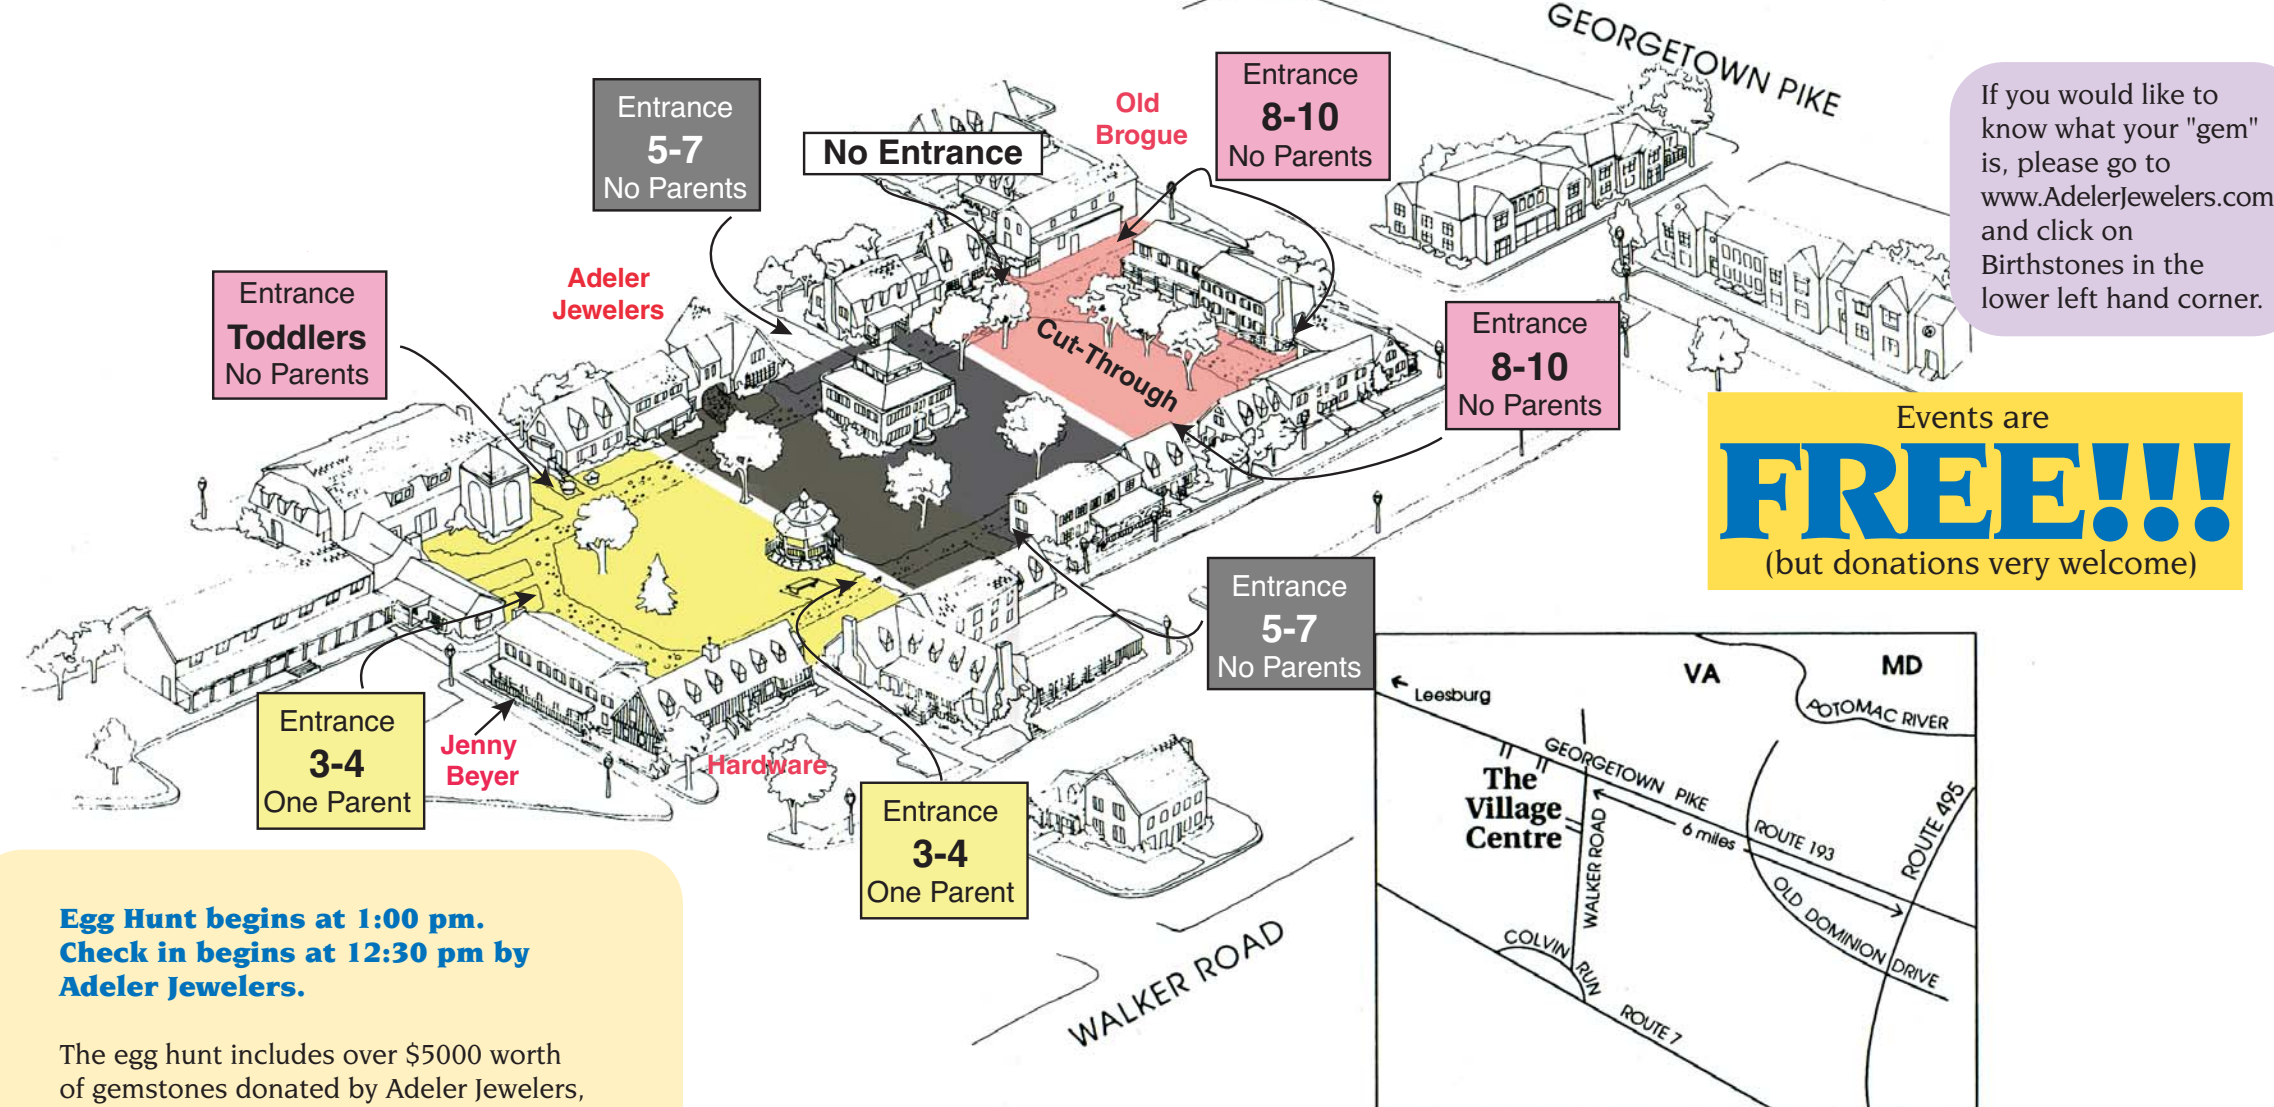 GEORGETOWN PIKE
Entrance
8-10
No Parents
Old
Brogue
Entrance
5-7
No Parents
No Entrance
If you would like to
know what your "gem"
is, please go to
www.AdelerJewelers.com
and click on
Birthstones in the
lower left hand corner.
Adeler
Jewelers
Entrance
Toddlers
No Parents
Cut-Through
Entrance
8-10
No Parents
Events are
FREE!!!
(but donations very welcome)
Entrance
5-7
No Parents
Entrance
3-4
One Parent
Jenny
Beyer
Hardware
Entrance
3-4
One Parent
WALKER ROAD
VA
MD
Leesburg
POTOMAC RIVER
GEORGETOWN PIKE
The
Village
Centre
6 miles
ROUTE 193
ROUTE 495
WALKER ROAD
OLD DOMINION DRIVE
COLVIN RUN
ROUTE 7
Egg Hunt begins at 1:00 pm.
Check in begins at 12:30 pm by
Adeler Jewelers.
The egg hunt includes over $5000 worth
of gemstones donated by Adeler Jewelers,